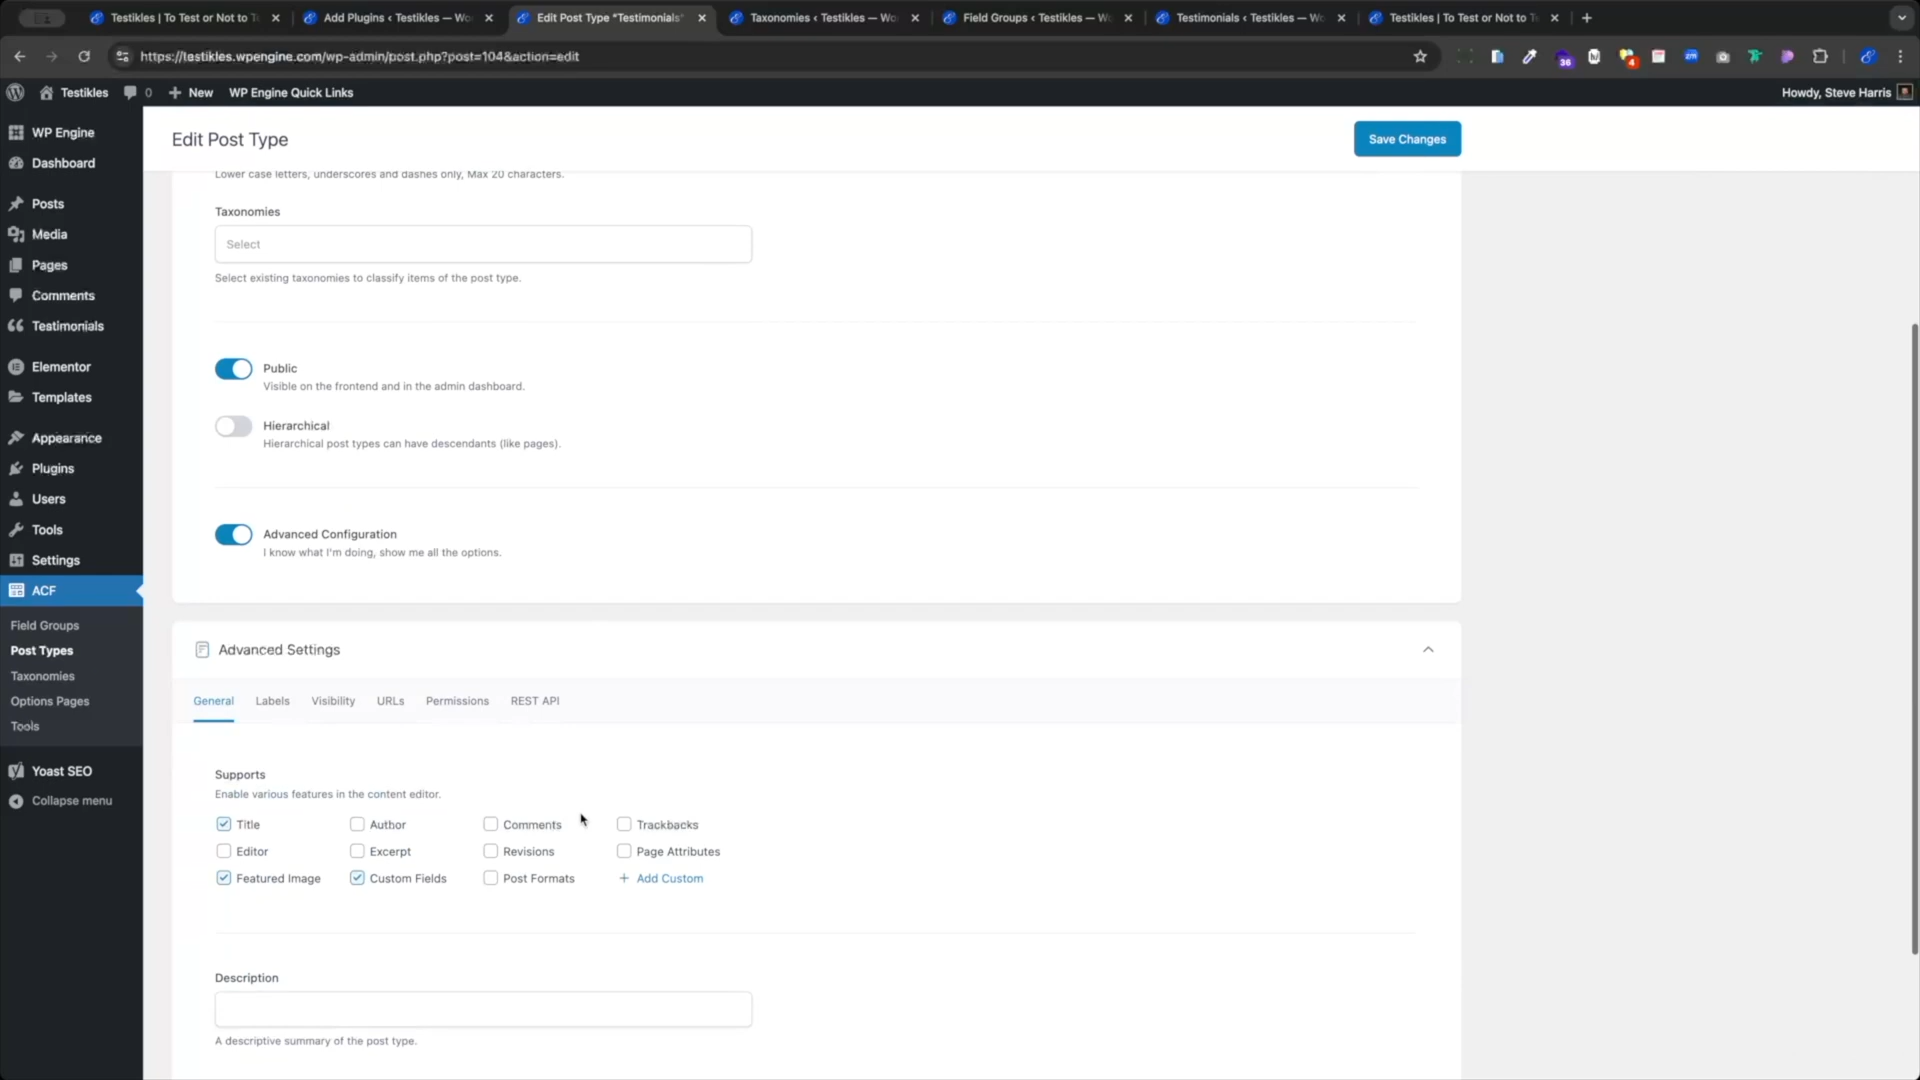 Testikles | To Test or Not to T
Add Plugins ‹ Testikles — Wo
Edit Post Type "Testimonials"
Taxonomies ‹ Testikles — Wo
Field Groups ‹ Testikles — W
Testimonials ‹ Testikles — Wo
Testikles | To Test or Not to T
https://testikles.wpengine.com/wp-admin/post.php?post=104&action=edit
36
4
Testikles
0
New
WP Engine Quick Links
Howdy, Steve Harris
WP Engine
Dashboard
Posts
Media
Pages
Comments
Testimonials
Elementor
Templates
Appearance
Plugins
Users
Tools
Settings
ACF
Field Groups
Post Types
Taxonomies
Options Pages
Tools
Yoast SEO
Collapse menu
Edit Post Type
Save Changes
Lower case letters, underscores and dashes only, Max 20 characters.
Taxonomies
Select
Select existing taxonomies to classify items of the post type.
Public
Visible on the frontend and in the admin dashboard.
Hierarchical
Hierarchical post types can have descendants (like pages).
Advanced Configuration
I know what I'm doing, show me all the options.
Advanced Settings
General Labels Visibility URLs Permissions REST API
Supports
Enable various features in the content editor.
Title Author Comments Trackbacks
Editor Excerpt Revisions Page Attributes
Featured Image Custom Fields Post Formats + Add Custom
Description
A descriptive summary of the post type.